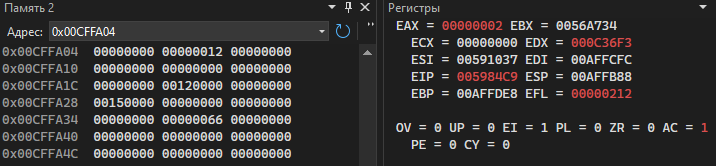 Память 2
Адрес: 0x00CFFA04
0x00CFFA04 00000000 00000012 00000000
0x00CFFA10 00000000 00000000 00000000
0x00CFFA1C 00000000 00120000 00000000
0x00CFFA28 00150000 00000000 00000000
0x00CFFA34 00000000 00000066 00000000
0x00CFFA40 00000000 00000000 00000000
0x00CFFA4C 00000000 00000000 00000000
Регистры
EAX = 00000002 EBX = 0056A734
ECX = 00000000 EDX = 000C36F3
ESI = 00591037 EDI = 00AFFCFC
EIP = 005984C9 ESP = 00AFFB88
EBP = 00AFFDE8 EFL = 00000212
OV = 0 UP = 0 EI = 1 PL = 0 ZR = 0 AC = 1
PE = 0 CY = 0